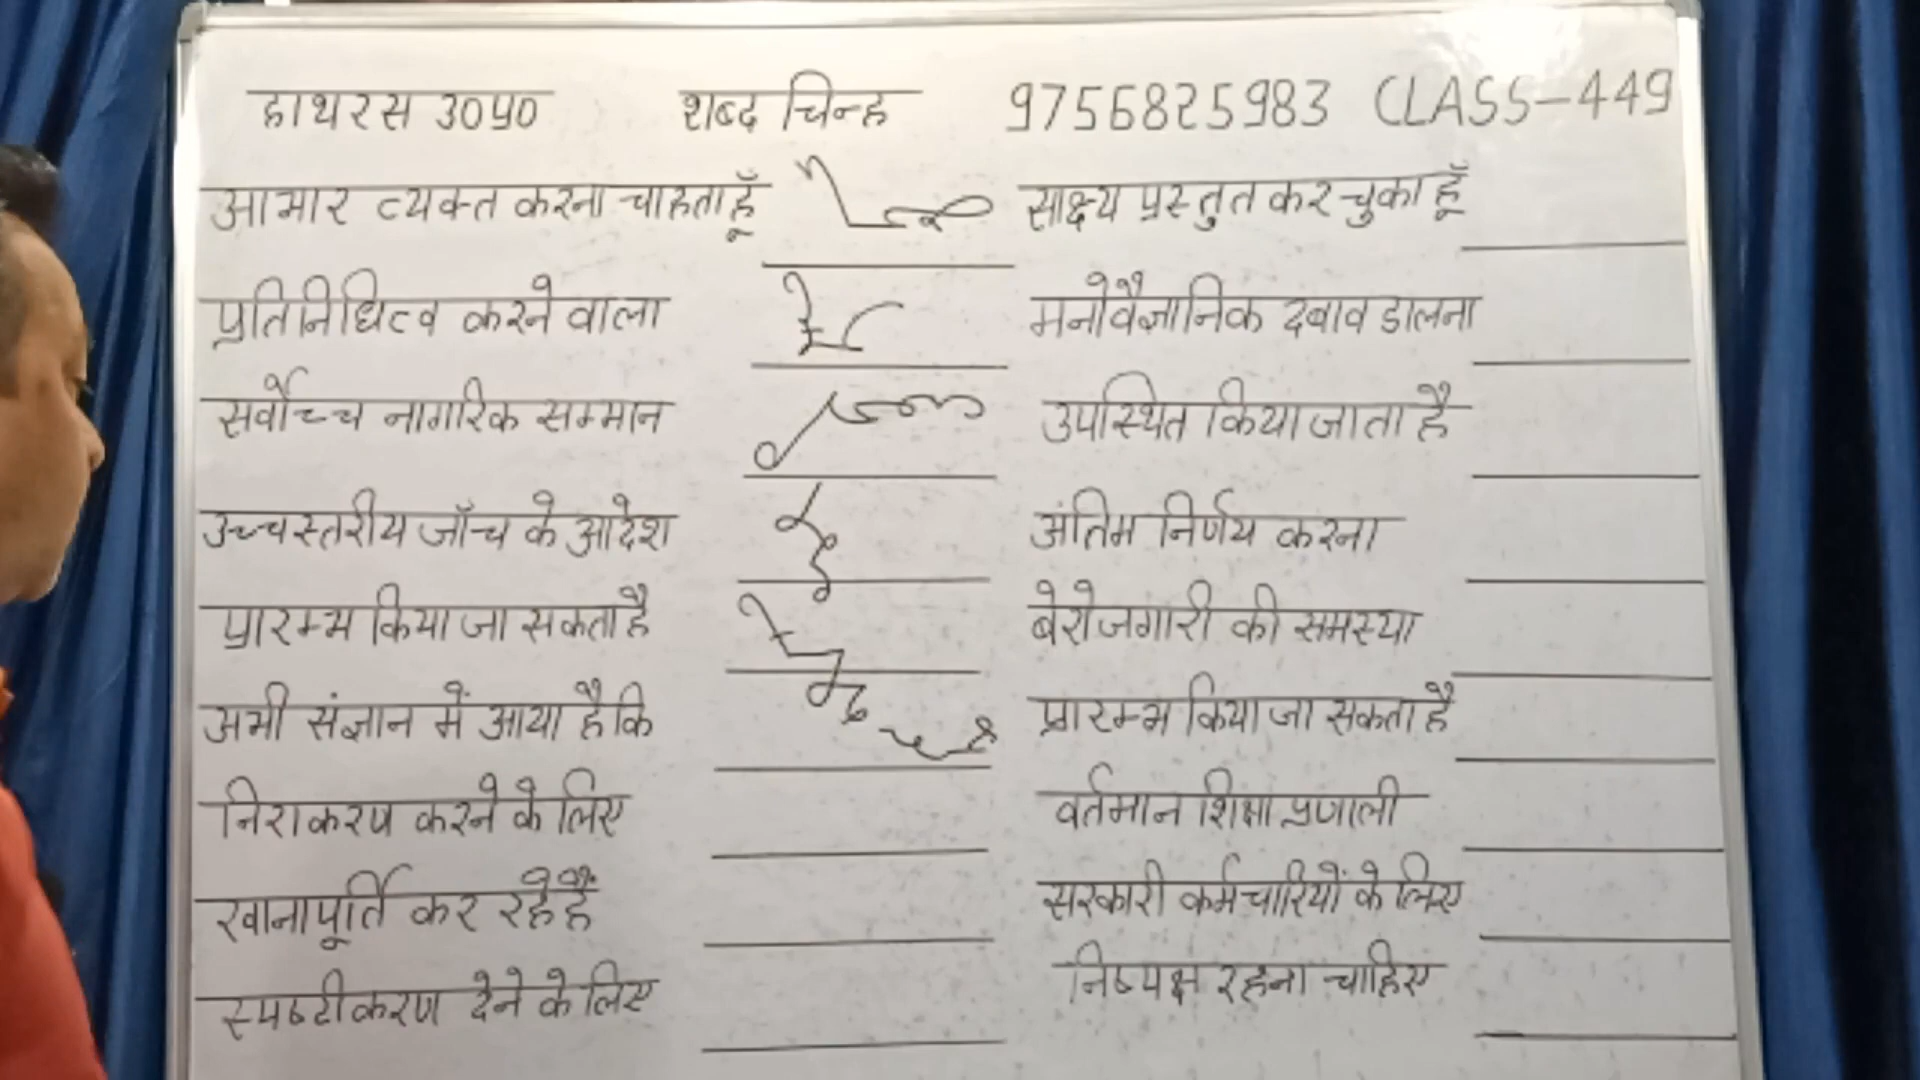 हाथरस उ0प्र0 शब्द चिन्ह 9756825983 CLASS-449
आभार व्यक्त करना चाहता हूँ साक्ष्य प्रस्तुत कर चुका हूँ
प्रतिनिधित्व करने वाला मनोवैज्ञानिक दबाव डालना
सर्वोच्च नागरिक सम्मान उपस्थित किया जाता है
उच्च स्तरीय जाँच के आदेश अंतिम निर्णय करना
प्रारम्भ किया जा सकता है बेरोजगारी की समस्या
अभी संज्ञान में आया है कि प्रारम्भ किया जा सकता है
निराकरण करने के लिए वर्तमान शिक्षा प्रणाली
खानापूर्ति कर रहे हैं सरकारी कर्मचारियों के लिए
स्पष्टीकरण देने के लिए निष्पक्ष रहना चाहिए